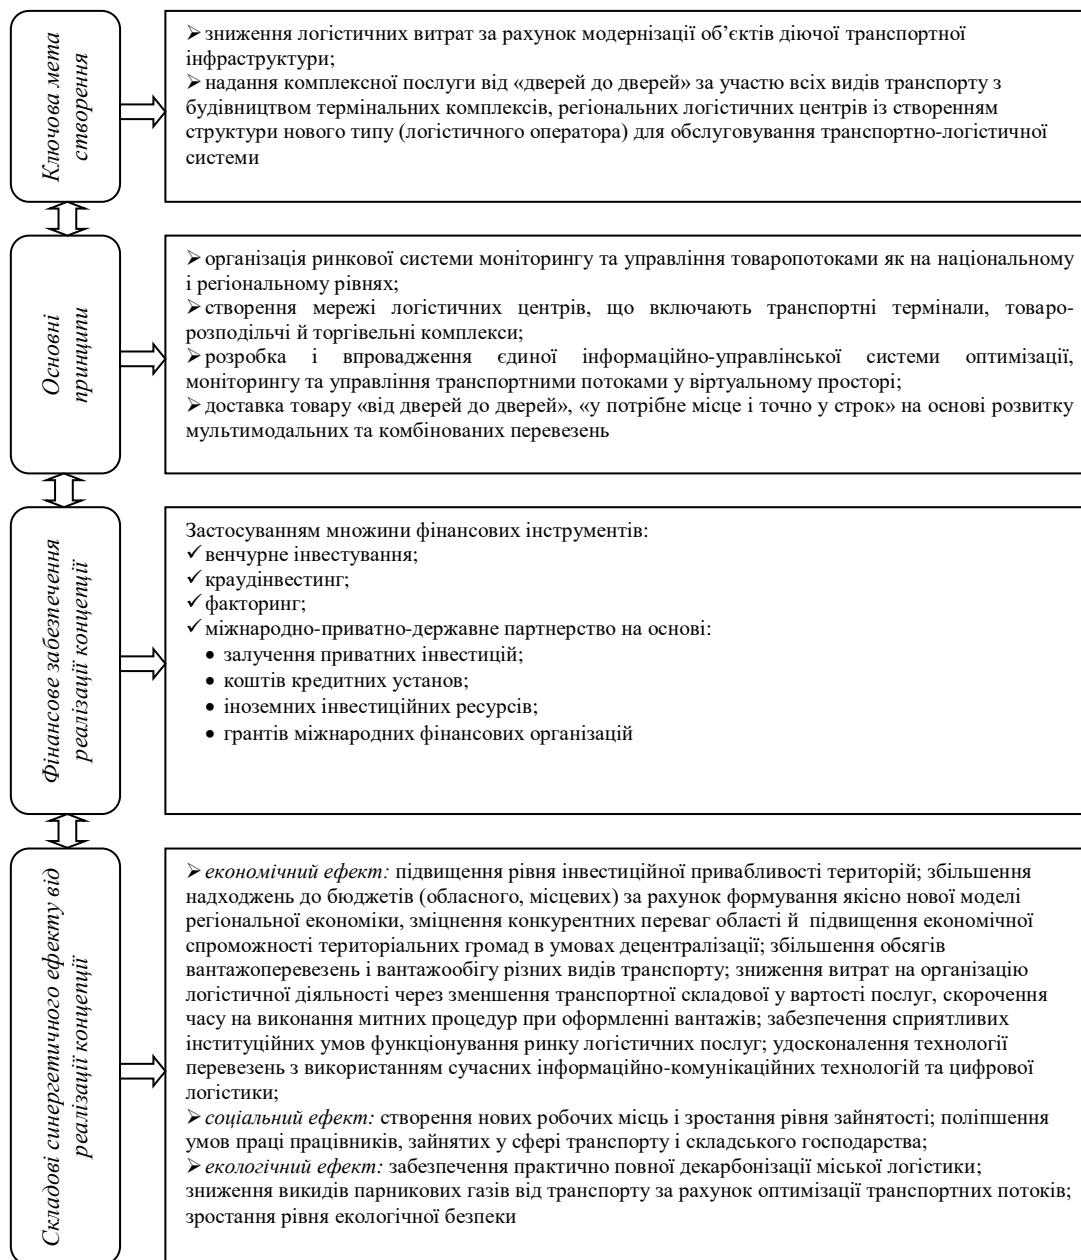 Ключова мета
створення
➢ зниження логістичних витрат за рахунок модернізації об’єктів діючої транспортної
інфраструктури;
➢ надання комплексної послуги від «дверей до дверей» за участю всіх видів транспорту з
будівництвом термінальних комплексів, регіональних логістичних центрів із створенням
структури нового типу (логістичного оператора) для обслуговування транспортно-логістичної
системи
Основні
принципи
➢ організація ринкової системи моніторингу та управління товаропотоками як на національному
і регіональному рівнях;
➢ створення мережі логістичних центрів, що включають транспортні термінали, товаро-
розподільчі й торгівельні комплекси;
➢ розробка і впровадження єдиної інформаційно-управлінської системи оптимізації,
моніторингу та управління транспортними потоками у віртуальному просторі;
➢ доставка товару «від дверей до дверей», «у потрібне місце і точно у строк» на основі розвитку
мультимодальних та комбінованих перевезень
Фінансове забезпечення
реалізації концепції
Застосуванням множини фінансових інструментів:
✓ венчурне інвестування;
✓ краудінвестинг;
✓ факторинг;
✓ міжнародно-приватно-державне партнерство на основі:
• залучення приватних інвестицій;
• коштів кредитних установ;
• іноземних інвестиційних ресурсів;
• грантів міжнародних фінансових організацій
Складові синергетичного ефекту від
реалізації концепції
➢ економічний ефект: підвищення рівня інвестиційної привабливості територій; збільшення
надходжень до бюджетів (обласного, місцевих) за рахунок формування якісно нової моделі
регіональної економіки, зміцнення конкурентних переваг області й підвищення економічної
спроможності територіальних громад в умовах децентралізації; збільшення обсягів
вантажоперевезень і вантажообігу різних видів транспорту; зниження витрат на організацію
логістичної діяльності через зменшення транспортної складової у вартості послуг, скорочення
часу на виконання митних процедур при оформленні вантажів; забезпечення сприятливих
інституційних умов функціонування ринку логістичних послуг; удосконалення технології
перевезень з використанням сучасних інформаційно-комунікаційних технологій та цифрової
логістики;
➢ соціальний ефект: створення нових робочих місць і зростання рівня зайнятості; поліпшення
умов праці працівників, зайнятих у сфері транспорту і складського господарства;
➢ екологічний ефект: забезпечення практично повної декарбонізації міської логістики;
зниження викидів парникових газів від транспорту за рахунок оптимізації транспортних потоків;
зростання рівня екологічної безпеки